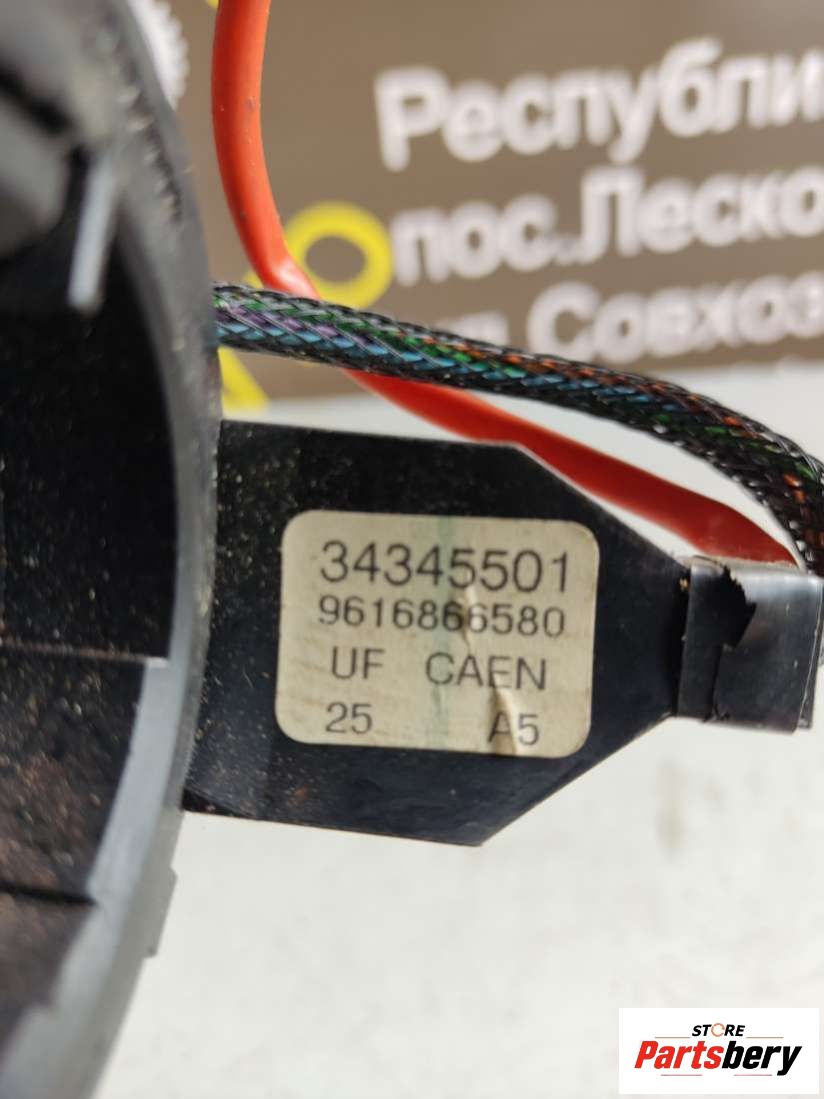 Республи
пос. Леско
Совхоз
34345501
9616866580
UF CAEN
25 A5
STORE
Partsbery